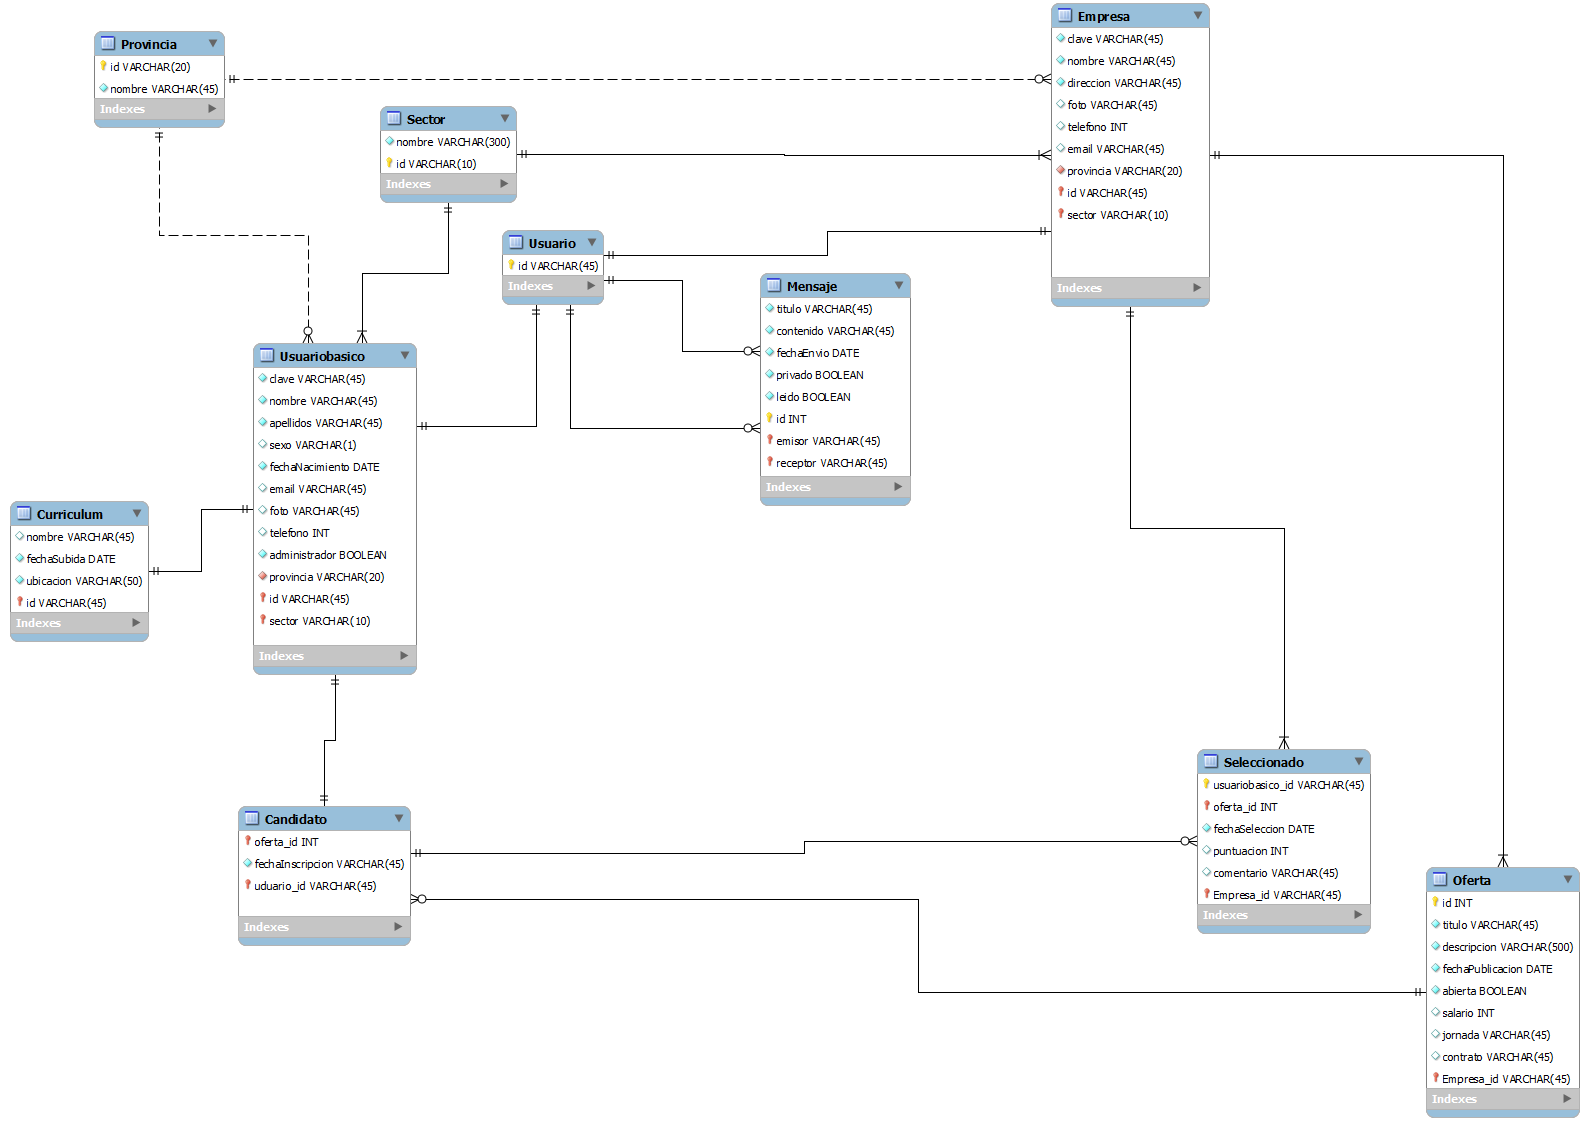 Provincia
id VARCHAR(20)
nombre VARCHAR(45)
Indexes
Sector
nombre VARCHAR(300)
id VARCHAR(10)
Indexes
Empresa
clave VARCHAR(45)
nombre VARCHAR(45)
direccion VARCHAR(45)
foto VARCHAR(45)
telefono INT
email VARCHAR(45)
provincia VARCHAR(20)
id VARCHAR(45)
sector VARCHAR(10)
Indexes
Usuario
id VARCHAR(45)
Indexes
Mensaje
titulo VARCHAR(45)
contenido VARCHAR(45)
fechaEnvio DATE
privado BOOLEAN
leido BOOLEAN
id INT
emisor VARCHAR(45)
receptor VARCHAR(45)
Indexes
Usuariobasico
clave VARCHAR(45)
nombre VARCHAR(45)
apellidos VARCHAR(45)
sexo VARCHAR(1)
fechaNacimiento DATE
email VARCHAR(45)
foto VARCHAR(45)
telefono INT
administrador BOOLEAN
provincia VARCHAR(20)
id VARCHAR(45)
sector VARCHAR(10)
Indexes
Curriculum
nombre VARCHAR(45)
fechaSubida DATE
ubicacion VARCHAR(50)
id VARCHAR(45)
Indexes
Candidato
oferta_id INT
fechaInscripcion VARCHAR(45)
uduario_id VARCHAR(45)
Indexes
Seleccionado
usuariobasico_id VARCHAR(45)
oferta_id INT
fechaSeleccion DATE
puntuacion INT
comentario VARCHAR(45)
Empresa_id VARCHAR(45)
Indexes
Oferta
id INT
titulo VARCHAR(45)
descripcion VARCHAR(500)
fechaPublicacion DATE
abierta BOOLEAN
salario INT
jornada VARCHAR(45)
contrato VARCHAR(45)
Empresa_id VARCHAR(45)
Indexes